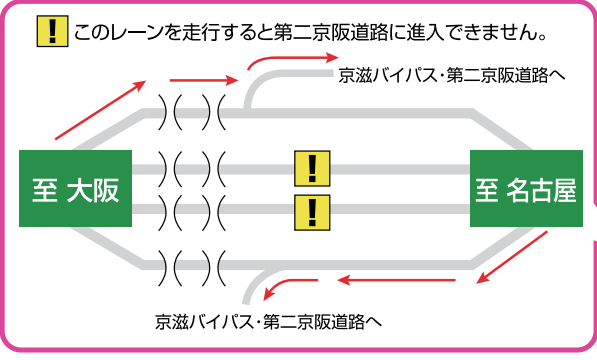 ! このレーンを走行すると第二京阪道路に進入できません。
京滋バイパス・第二京阪道路へ
至 大阪
!
至 名古屋
!
京滋バイパス・第二京阪道路へ